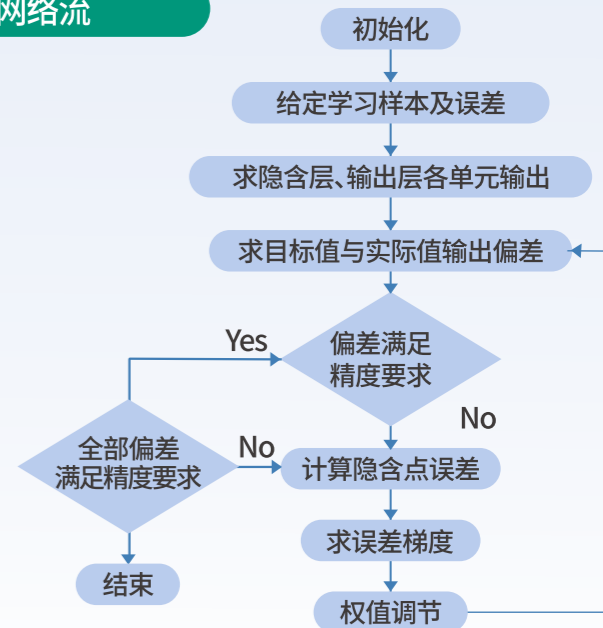 网络流
初始化
给定学习样本及误差
求隐含层、输出层各单元输出
求目标值与实际值输出偏差
Yes
偏差满足
精度要求
No
全部偏差
满足精度要求
No
计算隐含点误差
求误差梯度
结束
权值调节